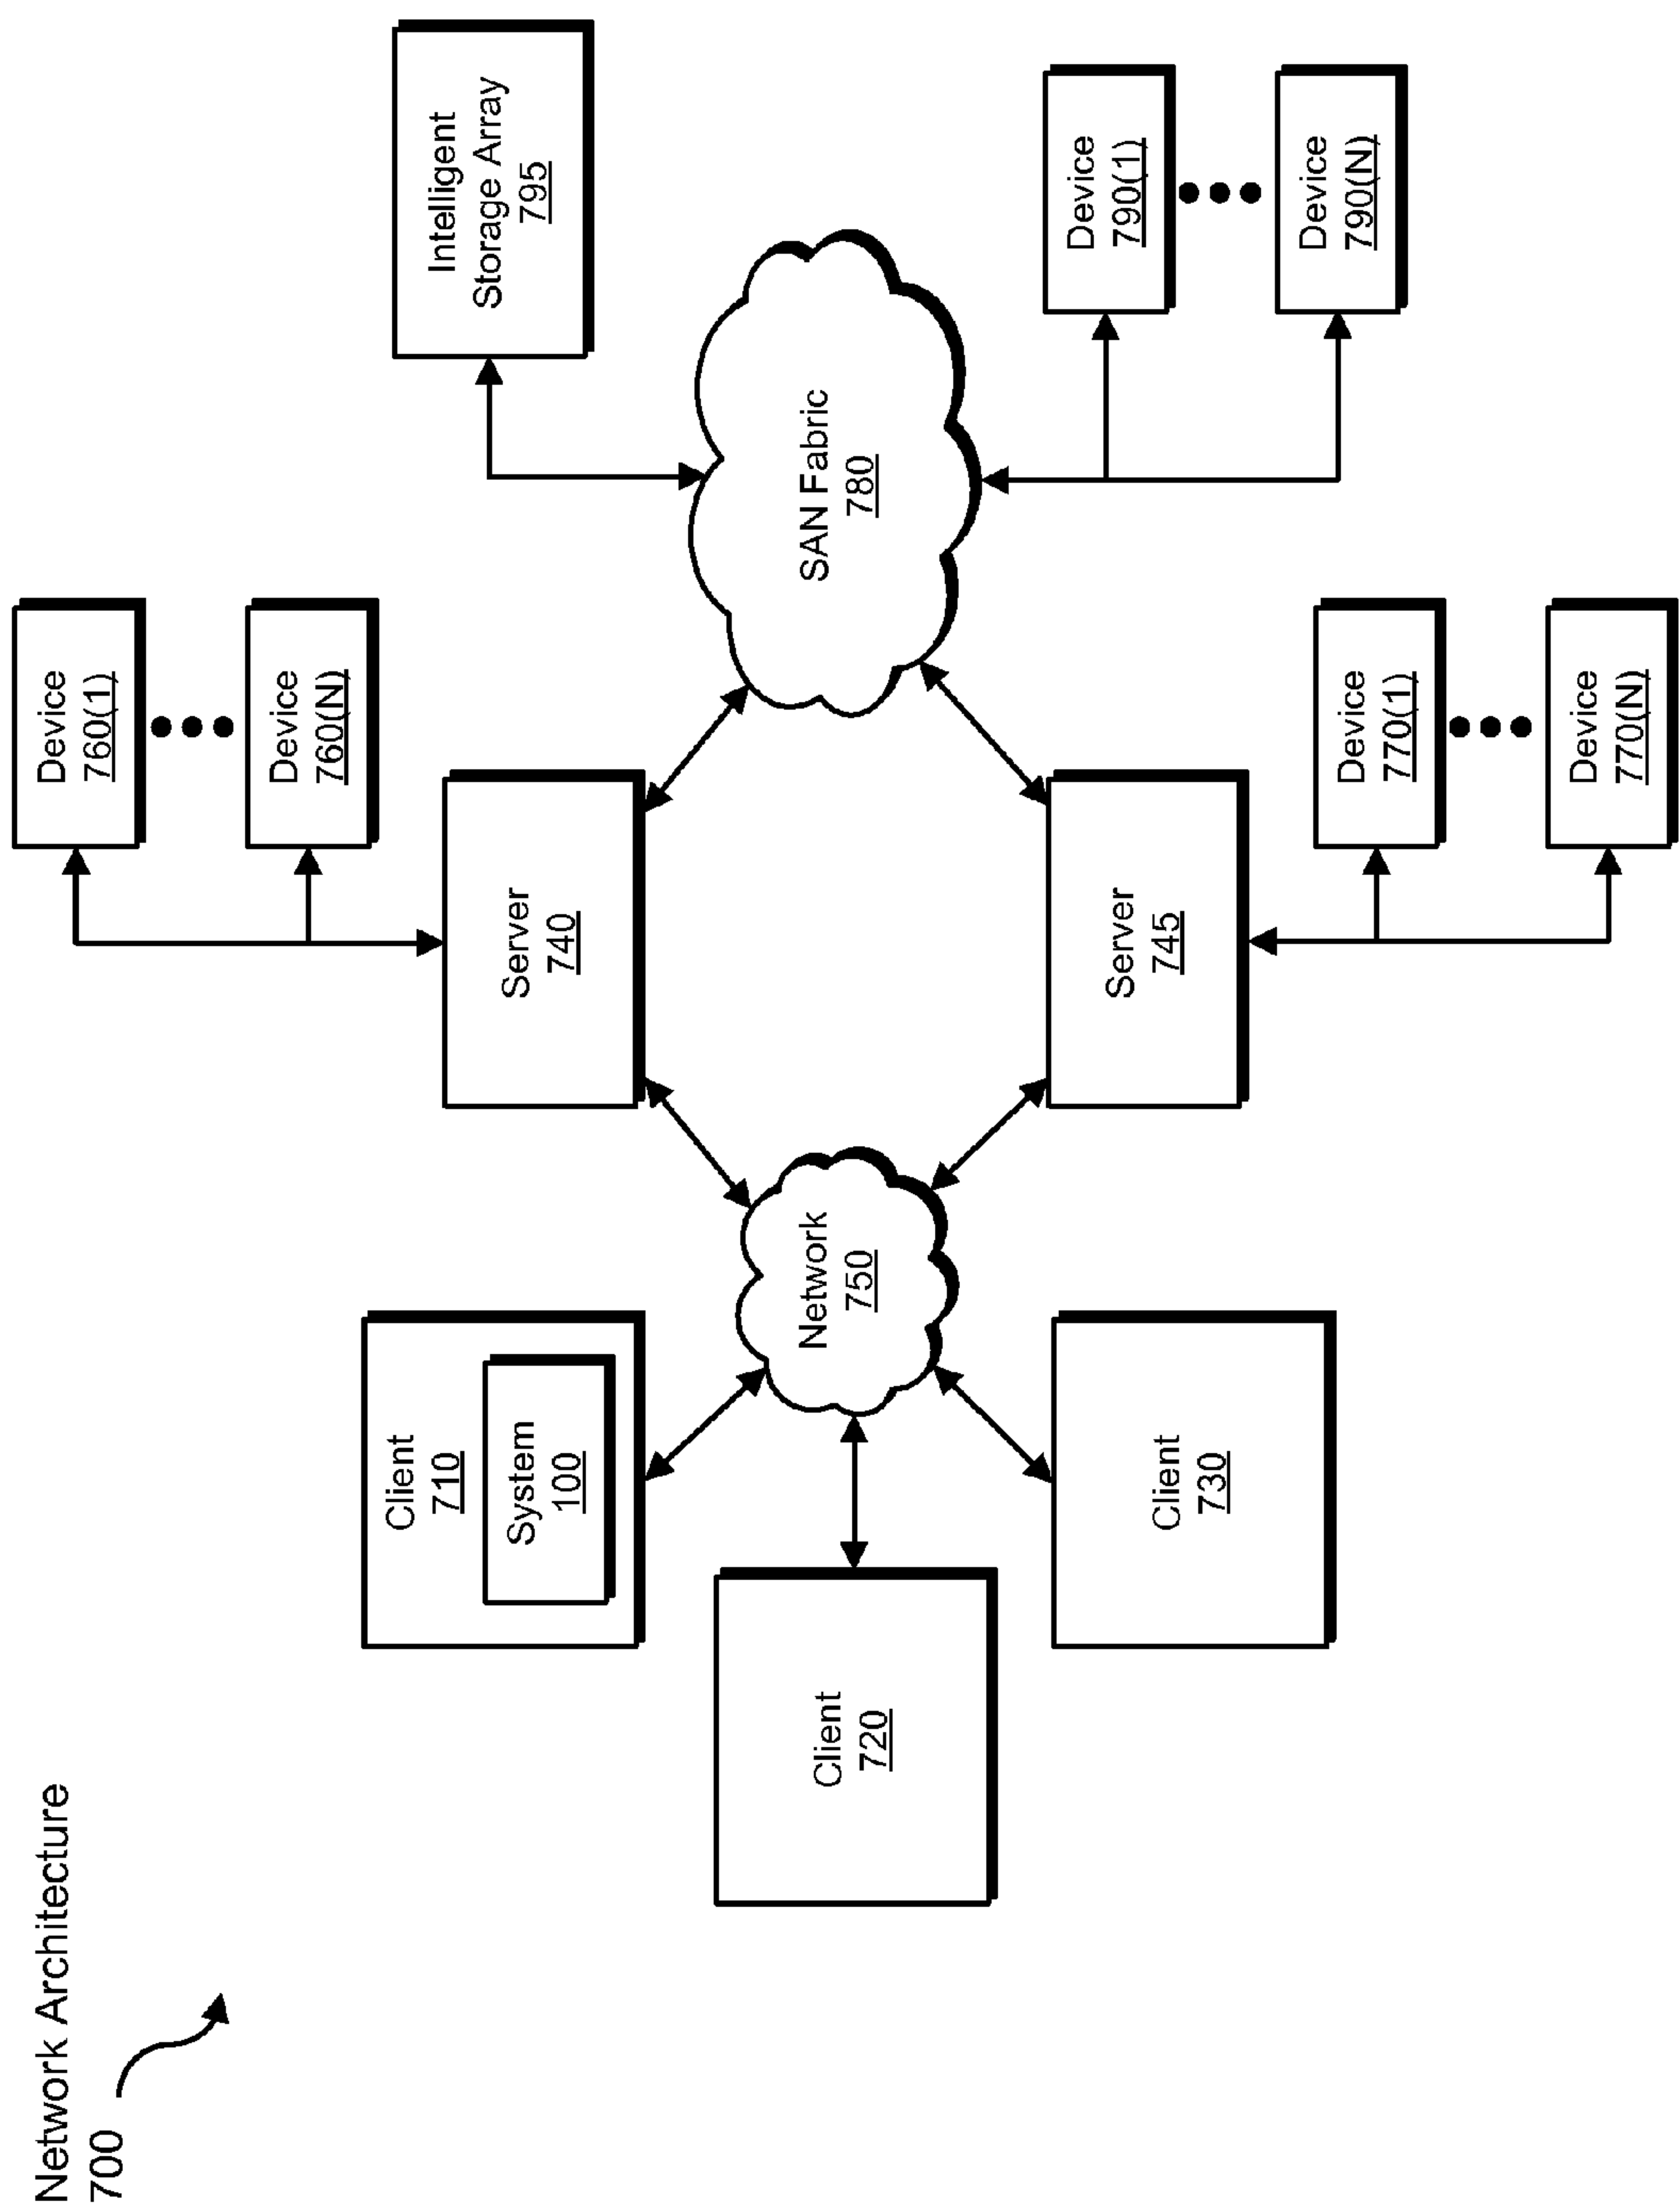 Network Architecture
700
Device
760(1)
Device
760(N)
Intelligent
Storage Array
795
Client
710
System
100
Server
740
Client
720
Network
750
SAN Fabric
780
Client
730
Server
745
Device
790(1)
Device
790(N)
Device
770(1)
Device
770(N)